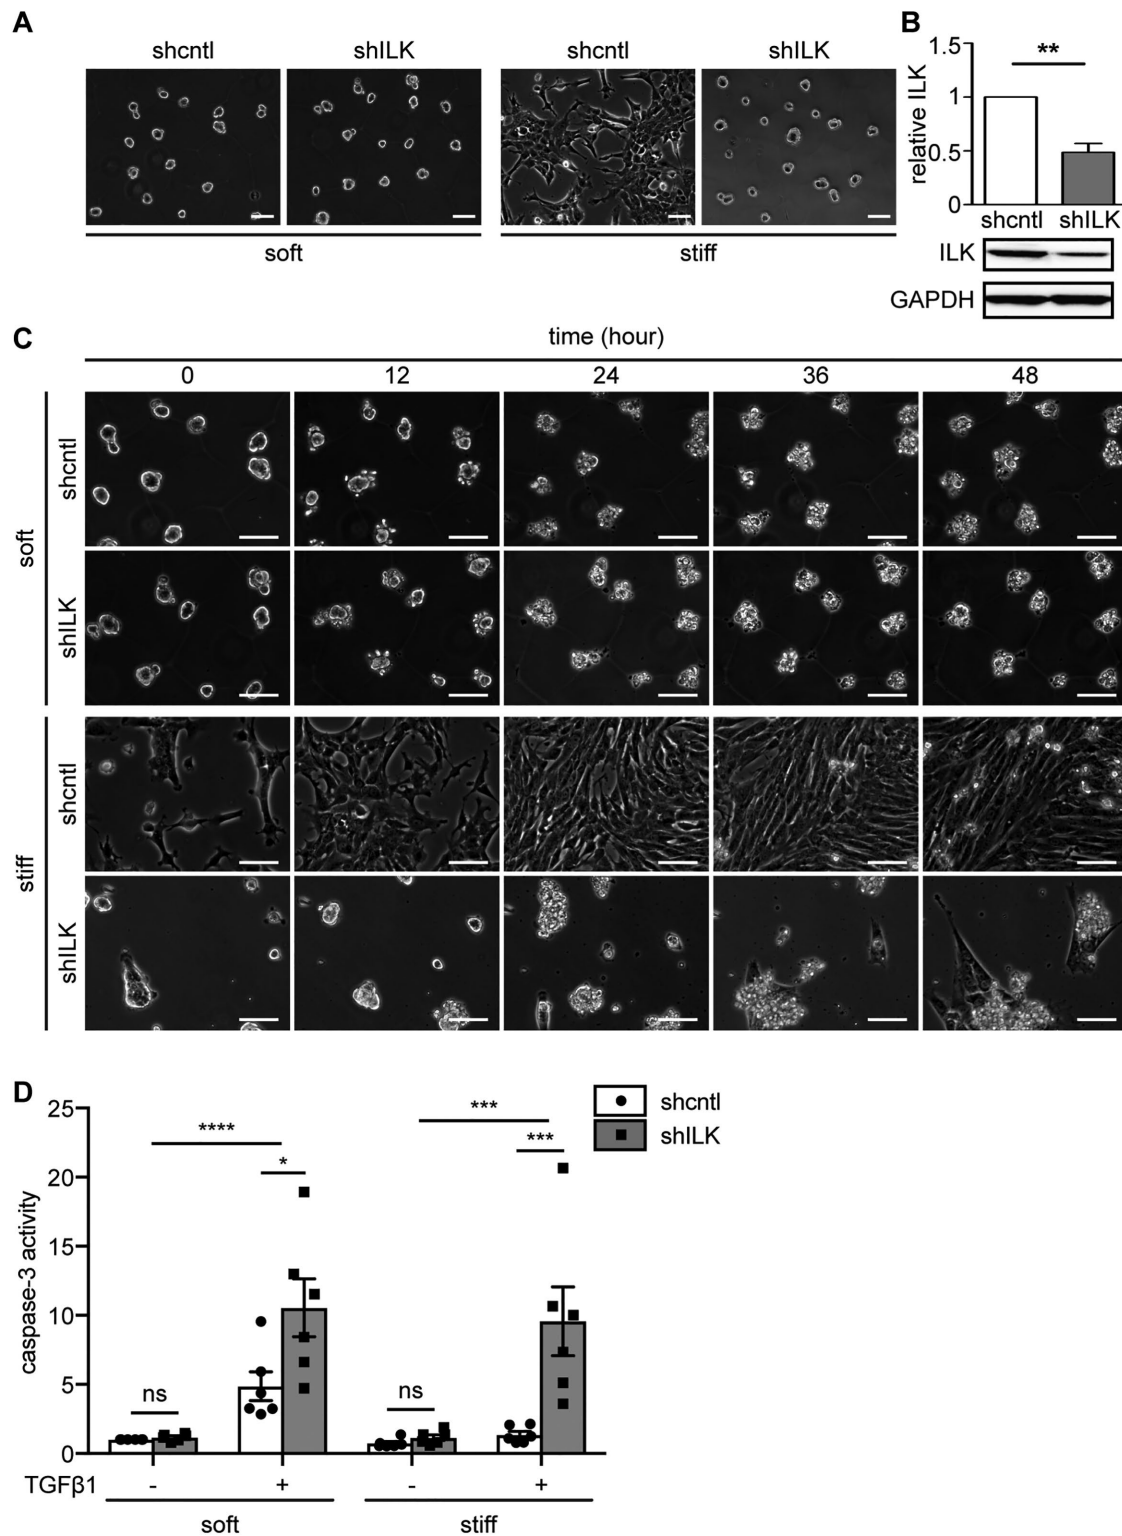 A
shcntl
shILK
shcntl
shILK
soft
stiff
B
relative ILK
1.5
1
0.5
0
**
shcntl
shILK
ILK
GAPDH
C
time (hour)
0
12
24
36
48
soft
shcntl
shILK
stiff
shcntl
shILK
D
caspase-3 activity
25
20
15
10
5
0
ns
****
*
ns
***
***
shcntl
shILK
TGFβ1
-
+
-
+
soft
stiff